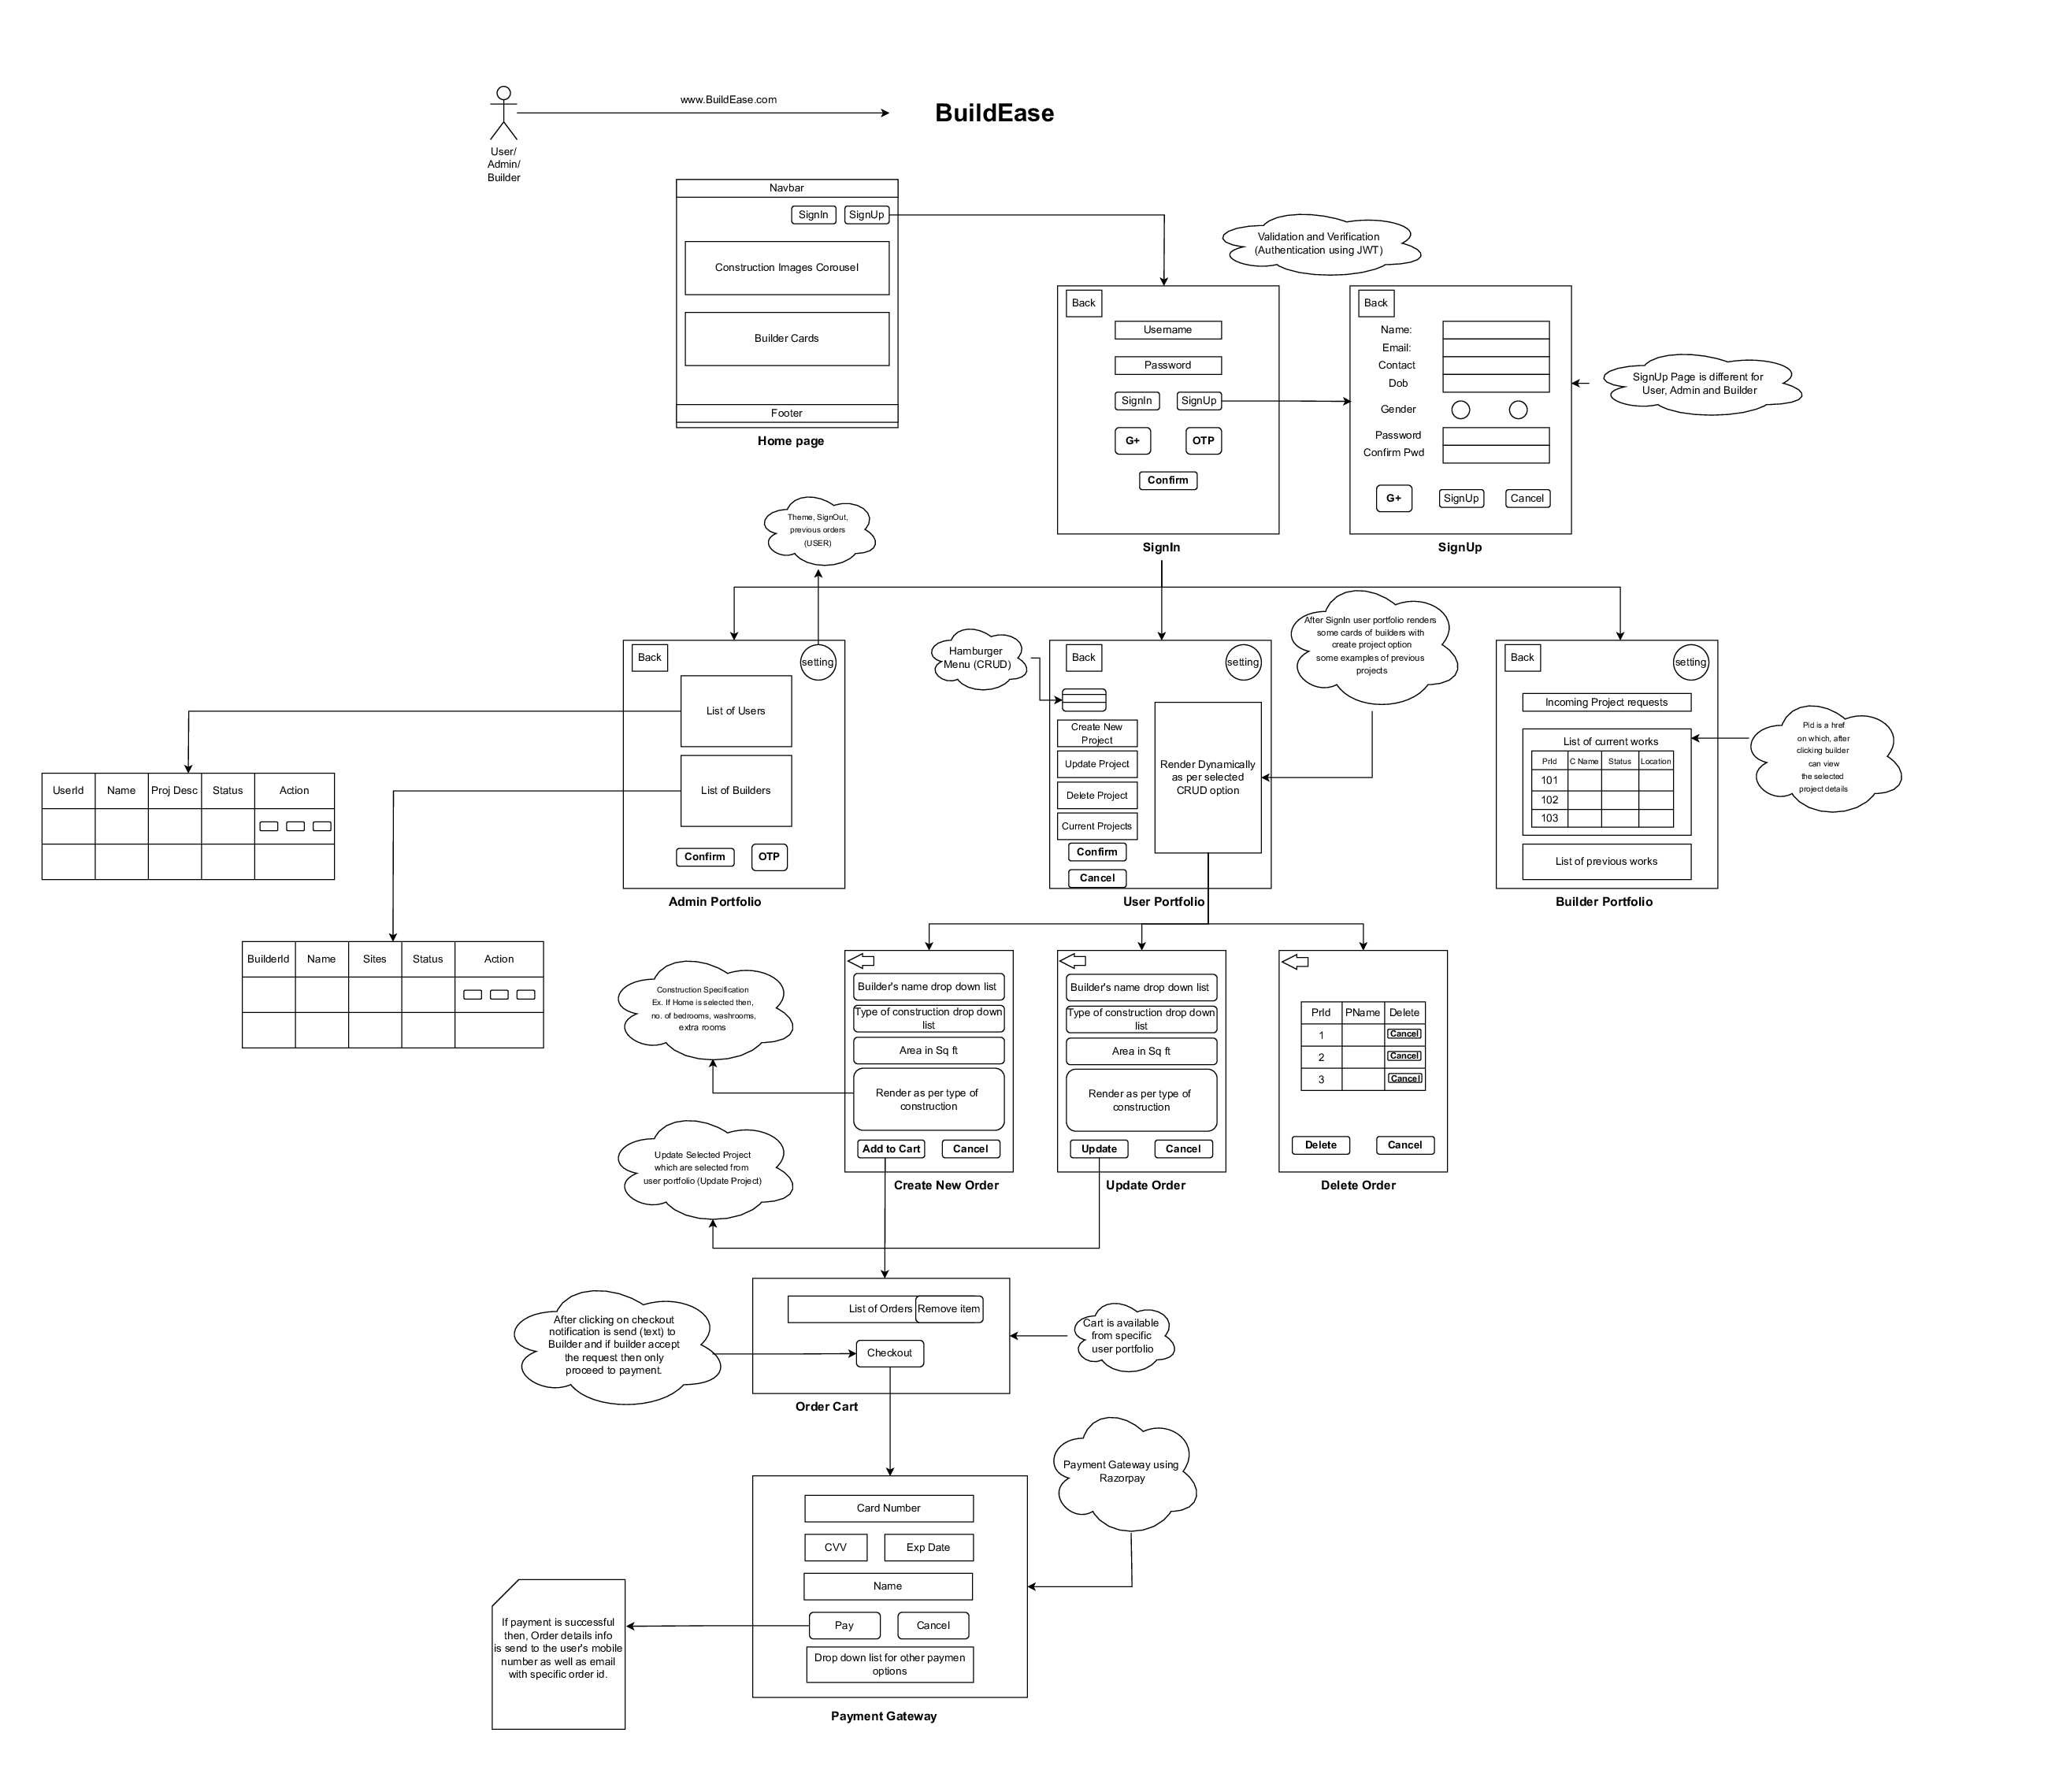 www.BuildEase.com
BuildEase
User/
Admin/
Builder
Navbar
SignIn
SignUp
Construction Images Corousel
Builder Cards
Footer
Home page
Validation and Verification
(Authentication using JWT)
Back
Username
Password
SignIn
SignUp
G+
OTP
Confirm
SignIn
Back
Name:
Email:
Contact
Dob
Gender
Password
Confirm Pwd
G+
SignUp
Cancel
SignUp
SignUp Page is different for
User, Admin and Builder
Theme, SignOut,
previous orders
(USER)
Back
setting
List of Users
List of Builders
Confirm
OTP
Admin Portfolio
Hamburger
Menu (CRUD)
Back
setting
Create New
Project
Update Project
Delete Project
Current Projects
Confirm
Cancel
Render Dynamically
as per selected
CRUD option
User Portfolio
After SignIn user portfolio renders
some cards of builders with
create project option
some examples of previous
projects
Back
setting
Incoming Project requests
List of current works
PrId
C Name
Status
Location
101
102
103
List of previous works
Builder Portfolio
Pid is a href
on which, after
clicking builder
can view
the selected
project details
UserId
Name
Proj Desc
Status
Action
BuilderId
Name
Sites
Status
Action
Construction Specification
Ex. If Home is selected then,
no. of bedrooms, washrooms,
extra rooms
Builder's name drop down list
Type of construction drop down
list
Area in Sq ft
Render as per type of
construction
Add to Cart
Cancel
Create New Order
Builder's name drop down list
Type of construction drop down
list
Area in Sq ft
Render as per type of
construction
Update
Cancel
Update Order
PrId
PName
Delete
1
Cancel
2
Cancel
3
Cancel
Delete
Cancel
Delete Order
Update Selected Project
which are selected from
user portfolio (Update Project)
List of Orders
Remove item
Checkout
Order Cart
After clicking on checkout
notification is send (text) to
Builder and if builder accept
the request then only
proceed to payment.
Cart is available
from specific
user portfolio
Payment Gateway using
Razorpay
Card Number
CVV
Exp Date
Name
Pay
Cancel
Drop down list for other paymen
options
Payment Gateway
If payment is successful
then, Order details info
is send to the user's mobile
number as well as email
with specific order id.